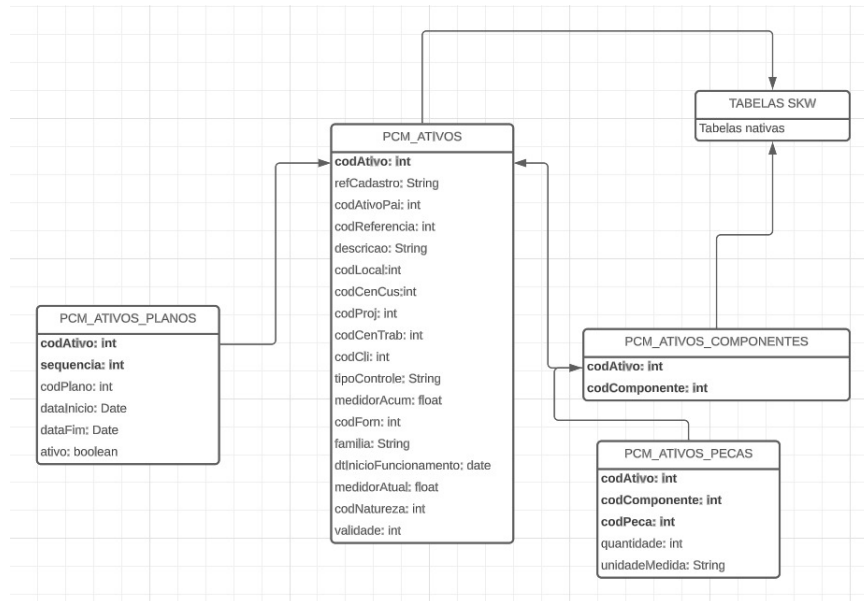 TABELAS SKW
Tabelas nativas
PCM_ATIVOS
codAtivo: int
refCadastro: String
codAtivoPai: int
codReferencia: int
descricao: String
codLocal:int
codCenCus:int
codProj: int
codCenTrab: int
codCli: int
tipoControle: String
medidorAcum: float
codForn: int
familia: String
dtInicioFuncionamento: date
medidorAtual: float
codNatureza: int
validade: int
PCM_ATIVOS_PLANOS
codAtivo: int
sequencia: int
codPlano: int
dataInicio: Date
dataFim: Date
ativo: boolean
PCM_ATIVOS_COMPONENTES
codAtivo: int
codComponente: int
PCM_ATIVOS_PECAS
codAtivo: int
codComponente: int
codPeca: int
quantidade: int
unidadeMedida: String